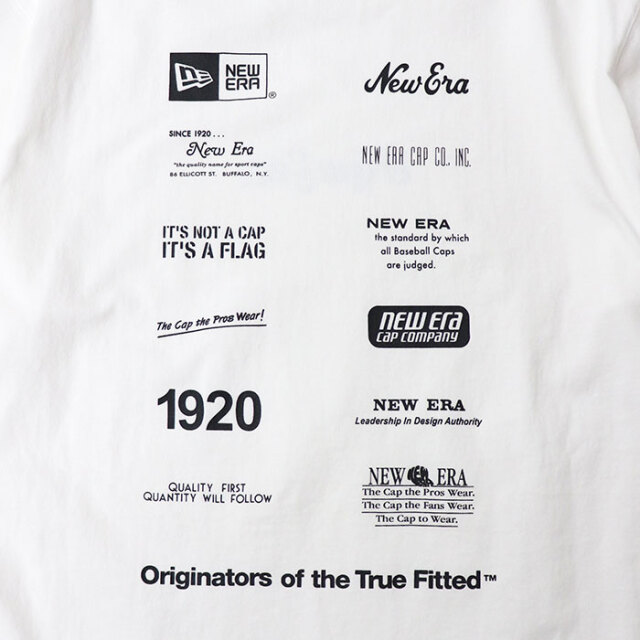 NEW ERA®
New Era
SINCE 1920...
New Era
"the quality name for sport caps"
86 ELLICOTT ST. BUFFALO, N.Y.
NEW ERA CAP CO., INC.
IT'S NOT A CAP
IT'S A FLAG
NEW ERA
the standard by which
all Baseball Caps
are judged.
The Cap the Pros Wear!
new era
cap company
1920
NEW ERA
Leadership In Design Authority
QUALITY FIRST
QUANTITY WILL FOLLOW
NEW ERA
The Cap the Pros Wear.
The Cap the Fans Wear.
The Cap to Wear.
Originators of the True Fitted™